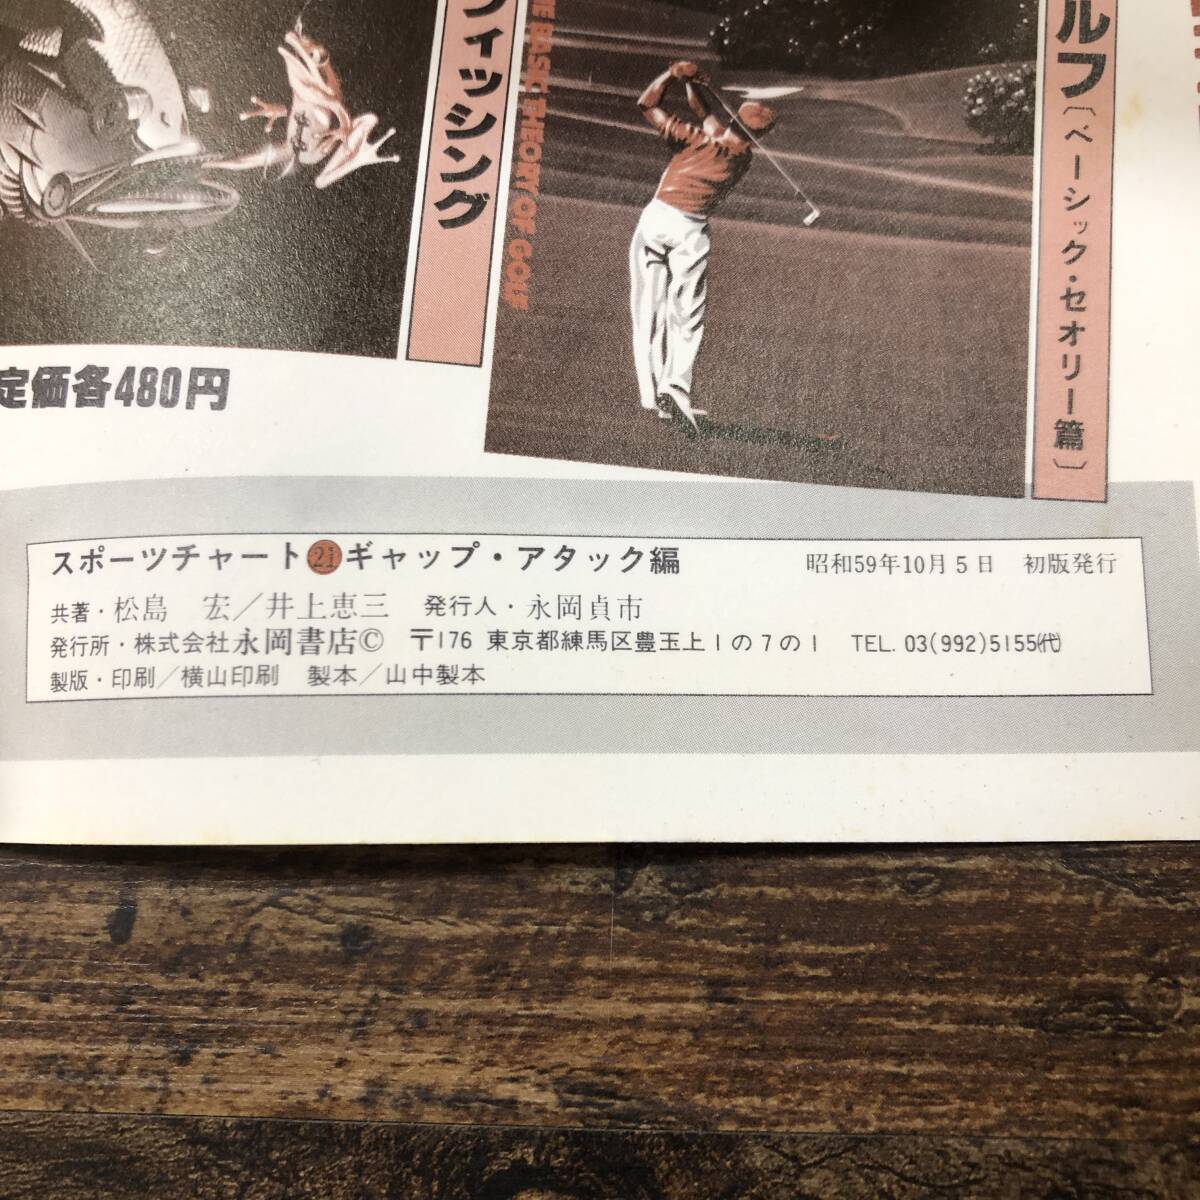 ィッシング
THE BASIC THEORY OF GOLF
ルフ〔ベーシック・セオリー篇〕
定価各480円
スポーツチャート㉑ギャップ・アタック編 昭和59年10月5日 初版発行
共著・松島 宏／井上恵三 発行人・永岡貞市
発行所・株式会社永岡書店© 〒176 東京都練馬区豊玉上1の7の1 TEL. 03(992)5155㈹
製版・印刷／横山印刷 製本／山中製本